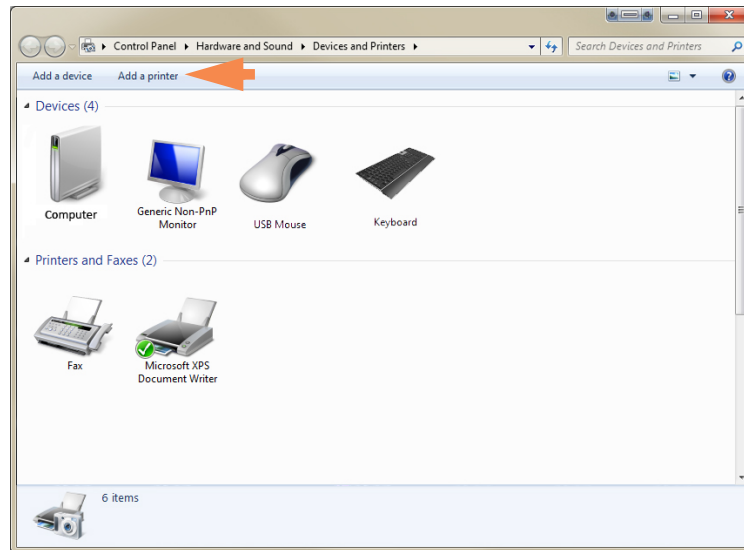 Control Panel Hardware and Sound Devices and Printers Search Devices and Printers
Add a device Add a printer
Devices (4)
Computer
Generic Non-PnP
Monitor
USB Mouse
Keyboard
Printers and Faxes (2)
Fax
Microsoft XPS
Document Writer
6 items